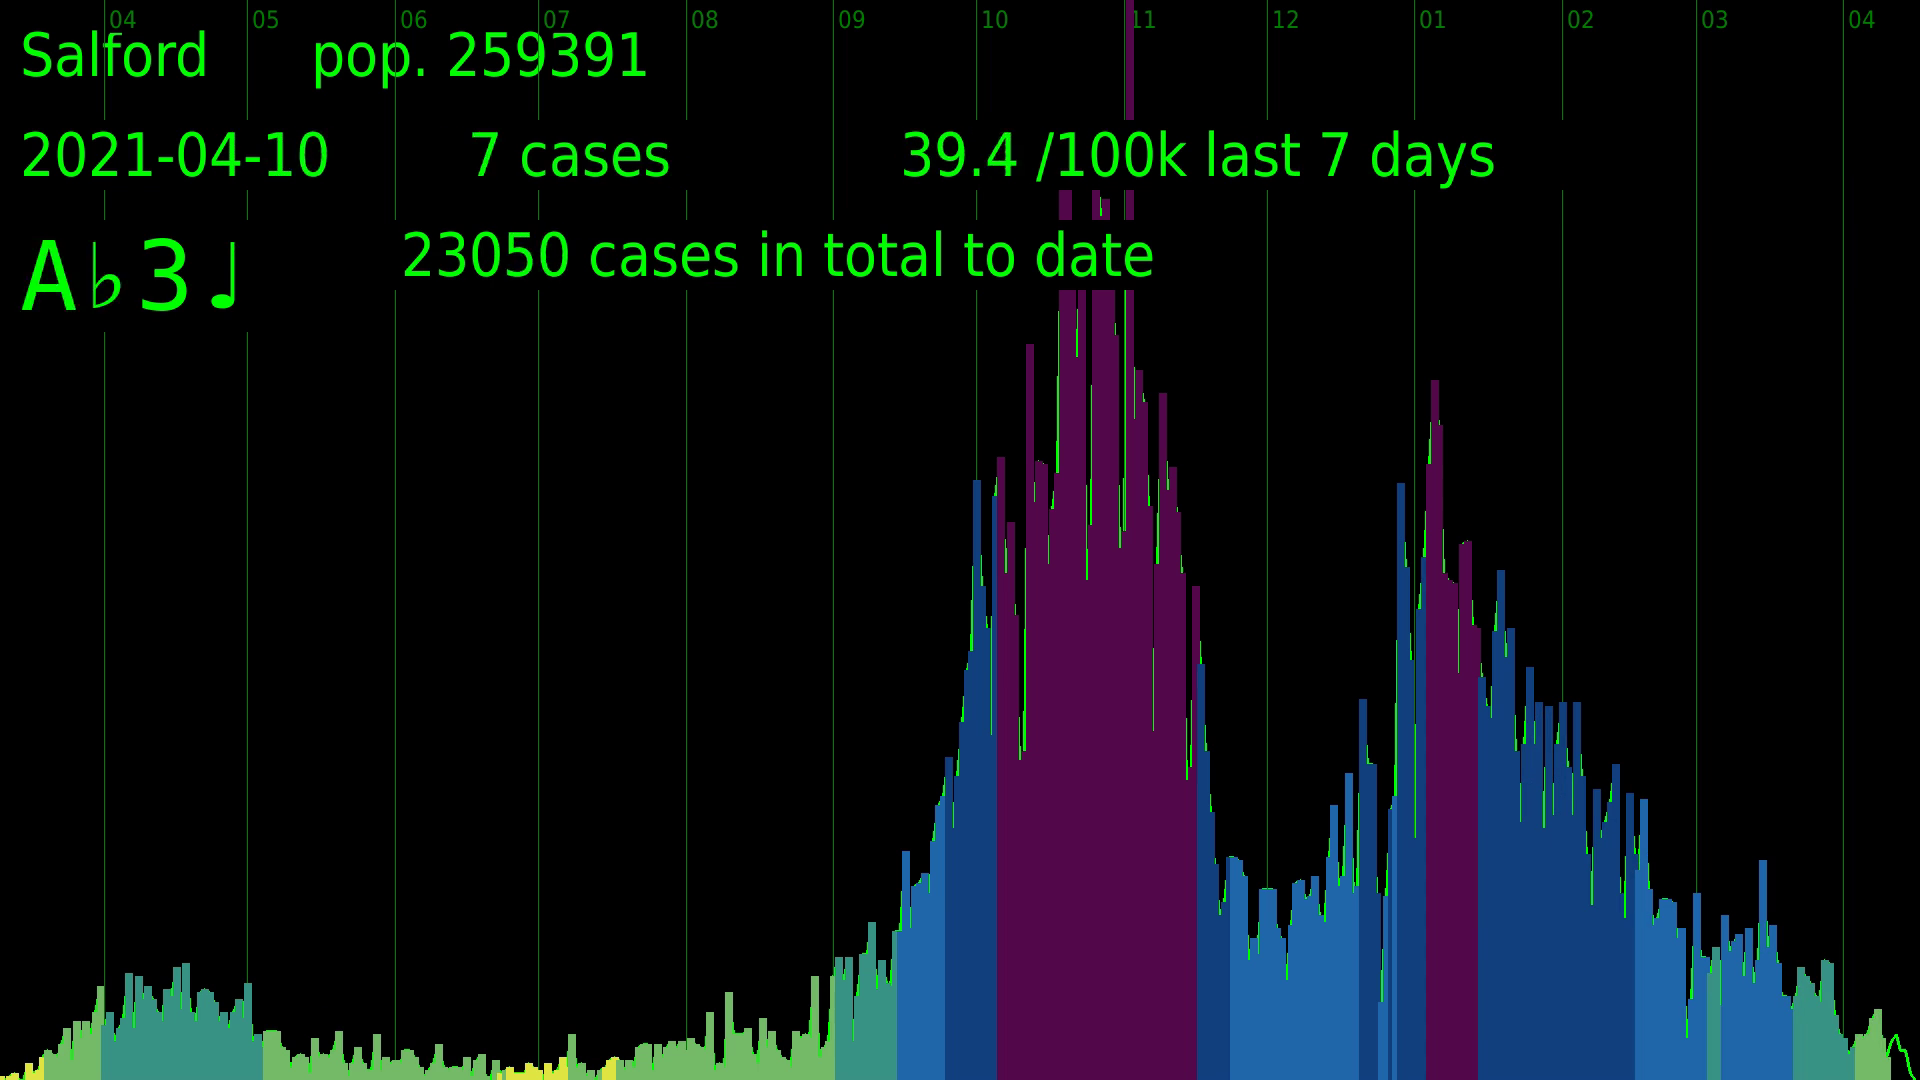 04 05 06 07 08 09 10 11 12 01 02 03 04
Salford pop. 259391
2021-04-10 7 cases 39.4 /100k last 7 days
23050 cases in total to date
A♭3♩